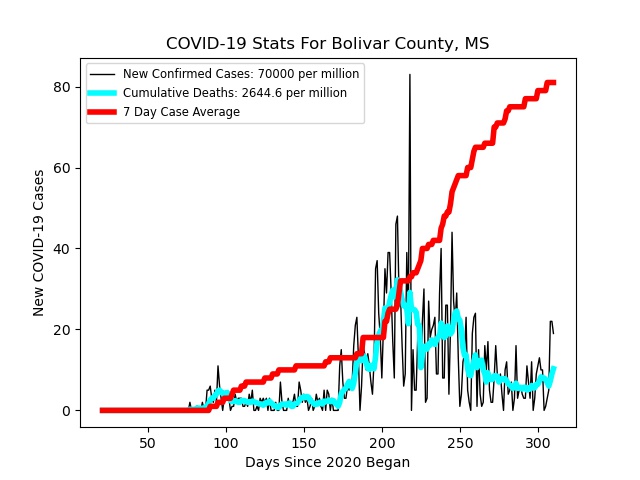 COVID-19 Stats For Bolivar County, MS
New Confirmed Cases: 70000 per million
Cumulative Deaths: 2644.6 per million
7 Day Case Average
New COVID-19 Cases
80
60
40
20
0
50 100 150 200 250 300
Days Since 2020 Began